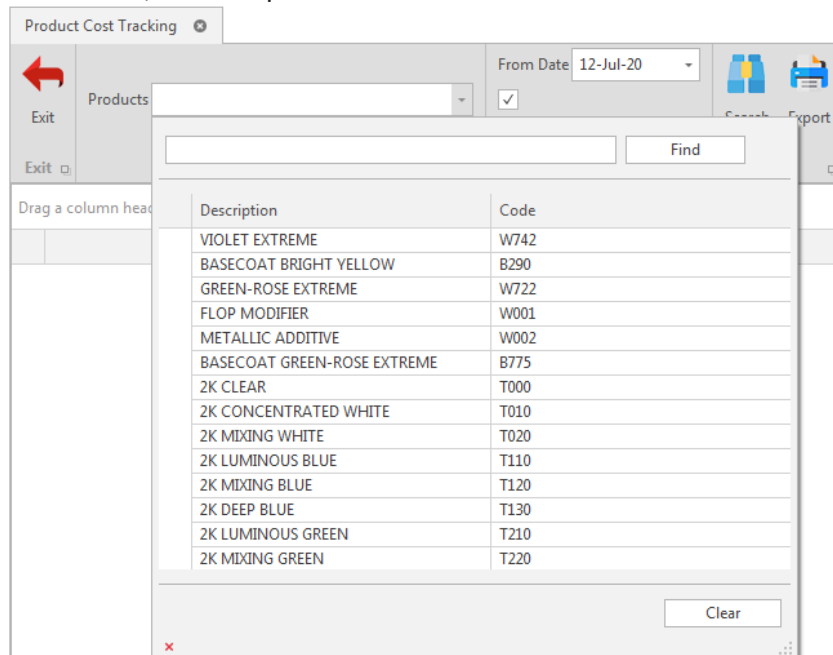 Product Cost Tracking
From Date 12-Jul-20
Products
Exit
Search Export
Find
Exit
Drag a column head
Description Code
VIOLET EXTREME W742
BASECOAT BRIGHT YELLOW B290
GREEN-ROSE EXTREME W722
FLOP MODIFIER W001
METALLIC ADDITIVE W002
BASECOAT GREEN-ROSE EXTREME B775
2K CLEAR T000
2K CONCENTRATED WHITE T010
2K MIXING WHITE T020
2K LUMINOUS BLUE T110
2K MIXING BLUE T120
2K DEEP BLUE T130
2K LUMINOUS GREEN T210
2K MIXING GREEN T220
Clear